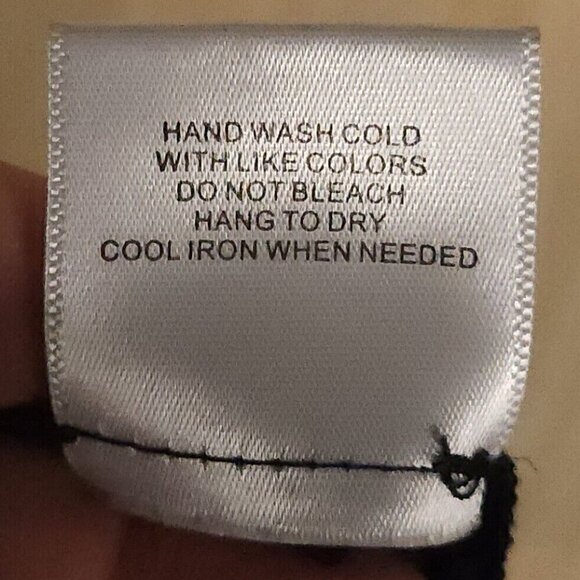 HAND WASH COLD
WITH LIKE COLORS
DO NOT BLEACH
HANG TO DRY
COOL IRON WHEN NEEDED